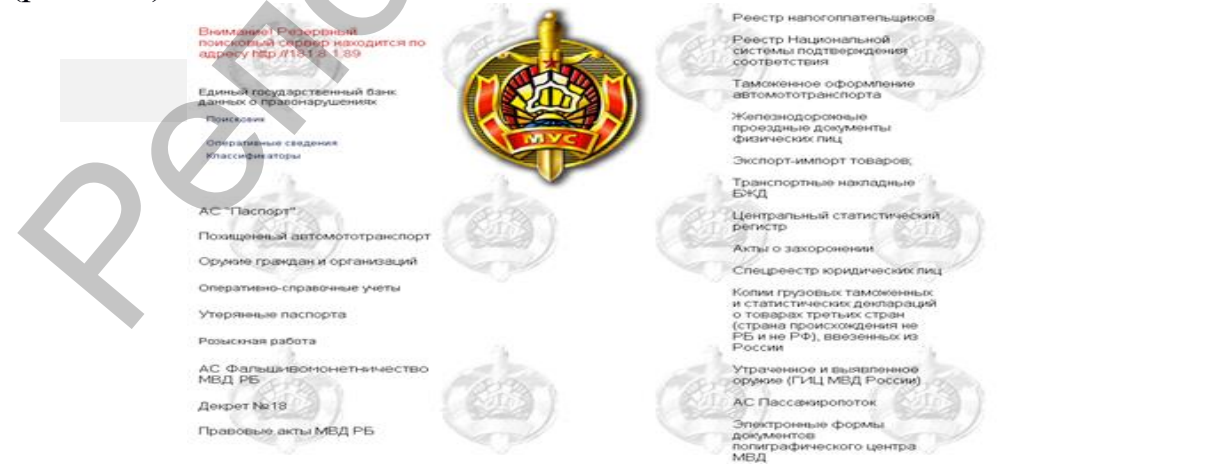 Внимание! Резервный
поисковый сервер находится по
адресу http://181.8.1.89
Единый государственный банк
данных о правонарушениях
Поисковик
Оперативные сведения
Классификаторы
АС "Паспорт"
Похищенный автомототранспорт
Оружие граждан и организаций
Оперативно-справочные учеты
Утерянные паспорта
Розыскная работа
АС Фальшивомонетничество
МВД РБ
Декрет №18
Правовые акты МВД РБ
МУС
Реестр налогоплательщиков
Реестр Национальной
системы подтверждения
соответствия
Таможенное оформление
автомототранспорта
Железнодорожные
проездные документы
физических лиц
Экспорт-импорт товаров;
Транспортные накладные
БЖД
Центральный статистический
регистр
Акты о захоронении
Спецреестр юридических лиц
Копии грузовых таможенных
и статистических деклараций
о товарах третьих стран
(страна происхождения не
РБ и не РФ), ввезенных из
России
Утраченное и выявленное
оружие (ГИЦ МВД России)
АС Пассажиропоток
Электронные формы
документов
полиграфического центра
МВД